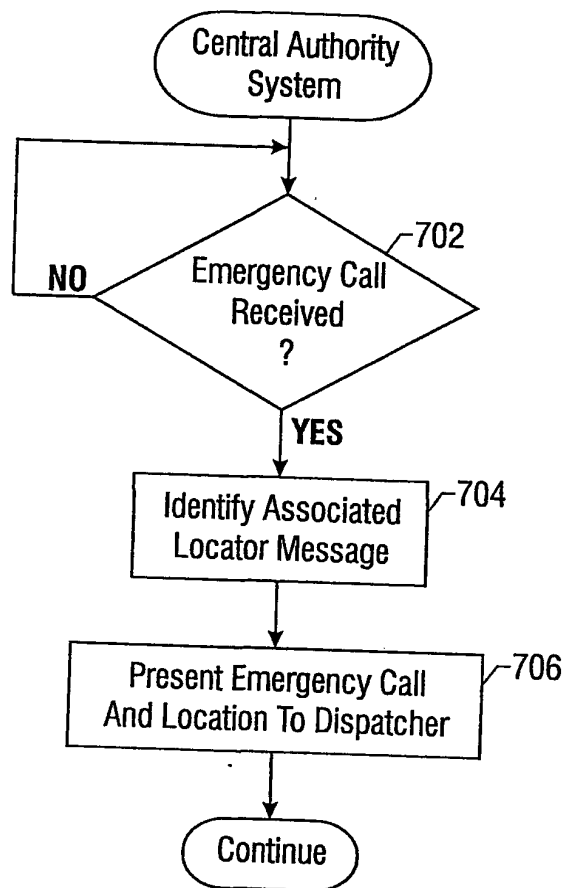 Central Authority
System
702
Emergency Call
Received
?
NO
YES
704
Identify Associated
Locator Message
706
Present Emergency Call
And Location To Dispatcher
Continue